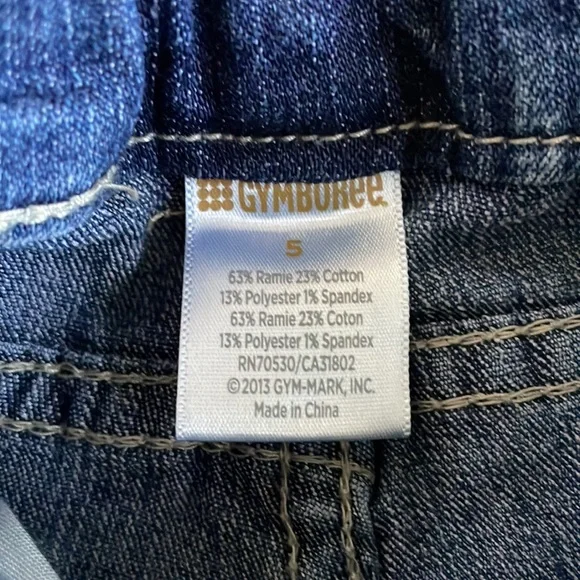 GYMBOREE
5
63% Ramie 23% Cotton
13% Polyester 1% Spandex
63% Ramie 23% Coton
13% Polyester 1% Spandex
RN70530/CA31802
©2013 GYM-MARK, INC.
Made in China